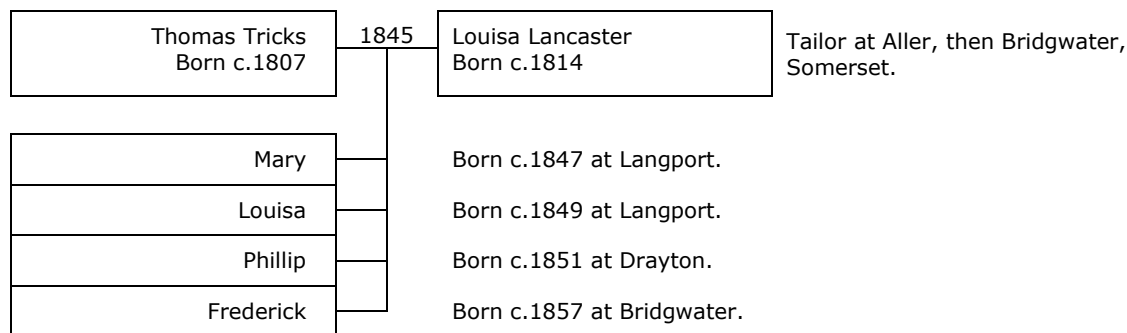 Thomas Tricks
Born c.1807
1845
Louisa Lancaster
Born c.1814
Tailor at Aller, then Bridgwater,
Somerset.
Mary
Born c.1847 at Langport.
Louisa
Born c.1849 at Langport.
Phillip
Born c.1851 at Drayton.
Frederick
Born c.1857 at Bridgwater.